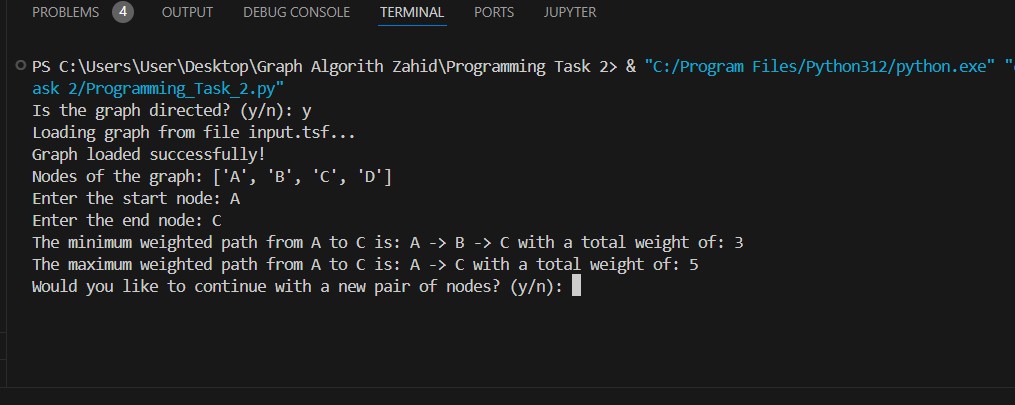 PROBLEMS 4 OUTPUT DEBUG CONSOLE TERMINAL PORTS JUPYTER
PS C:\Users\User\Desktop\Graph Algorith Zahid\Programming Task 2> & "C:/Program Files/Python312/python.exe" "
ask 2/Programming_Task_2.py"
Is the graph directed? (y/n): y
Loading graph from file input.tsf...
Graph loaded successfully!
Nodes of the graph: ['A', 'B', 'C', 'D']
Enter the start node: A
Enter the end node: C
The minimum weighted path from A to C is: A -> B -> C with a total weight of: 3
The maximum weighted path from A to C is: A -> C with a total weight of: 5
Would you like to continue with a new pair of nodes? (y/n):